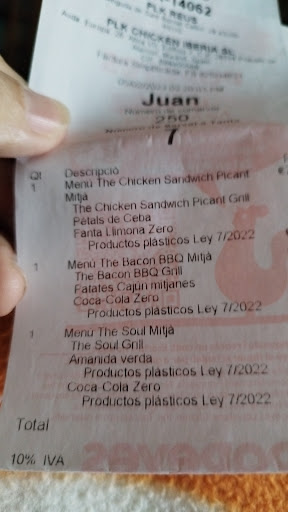 14062
PLK REUS
PLK CHICKEN IBERIA SL
Juan
250
7
Qt Descripció
1 Menú The Chicken Sandwich Picant
Mitjà
The Chicken Sandwich Picant Grill
Pètals de Ceba
Fanta Llimona Zero
Productos plásticos Ley 7/2022
1 Menú The Bacon BBQ Mitjà
The Bacon BBQ Grill
Patates Cajún mitjanes
Coca-Cola Zero
Productos plásticos Ley 7/2022
1 Menú The Soul Mitjà
The Soul Grill
Amanida verda
Productos plásticos Ley 7/2022
Coca-Cola Zero
Productos plásticos Ley 7/2022
Total
10% IVA